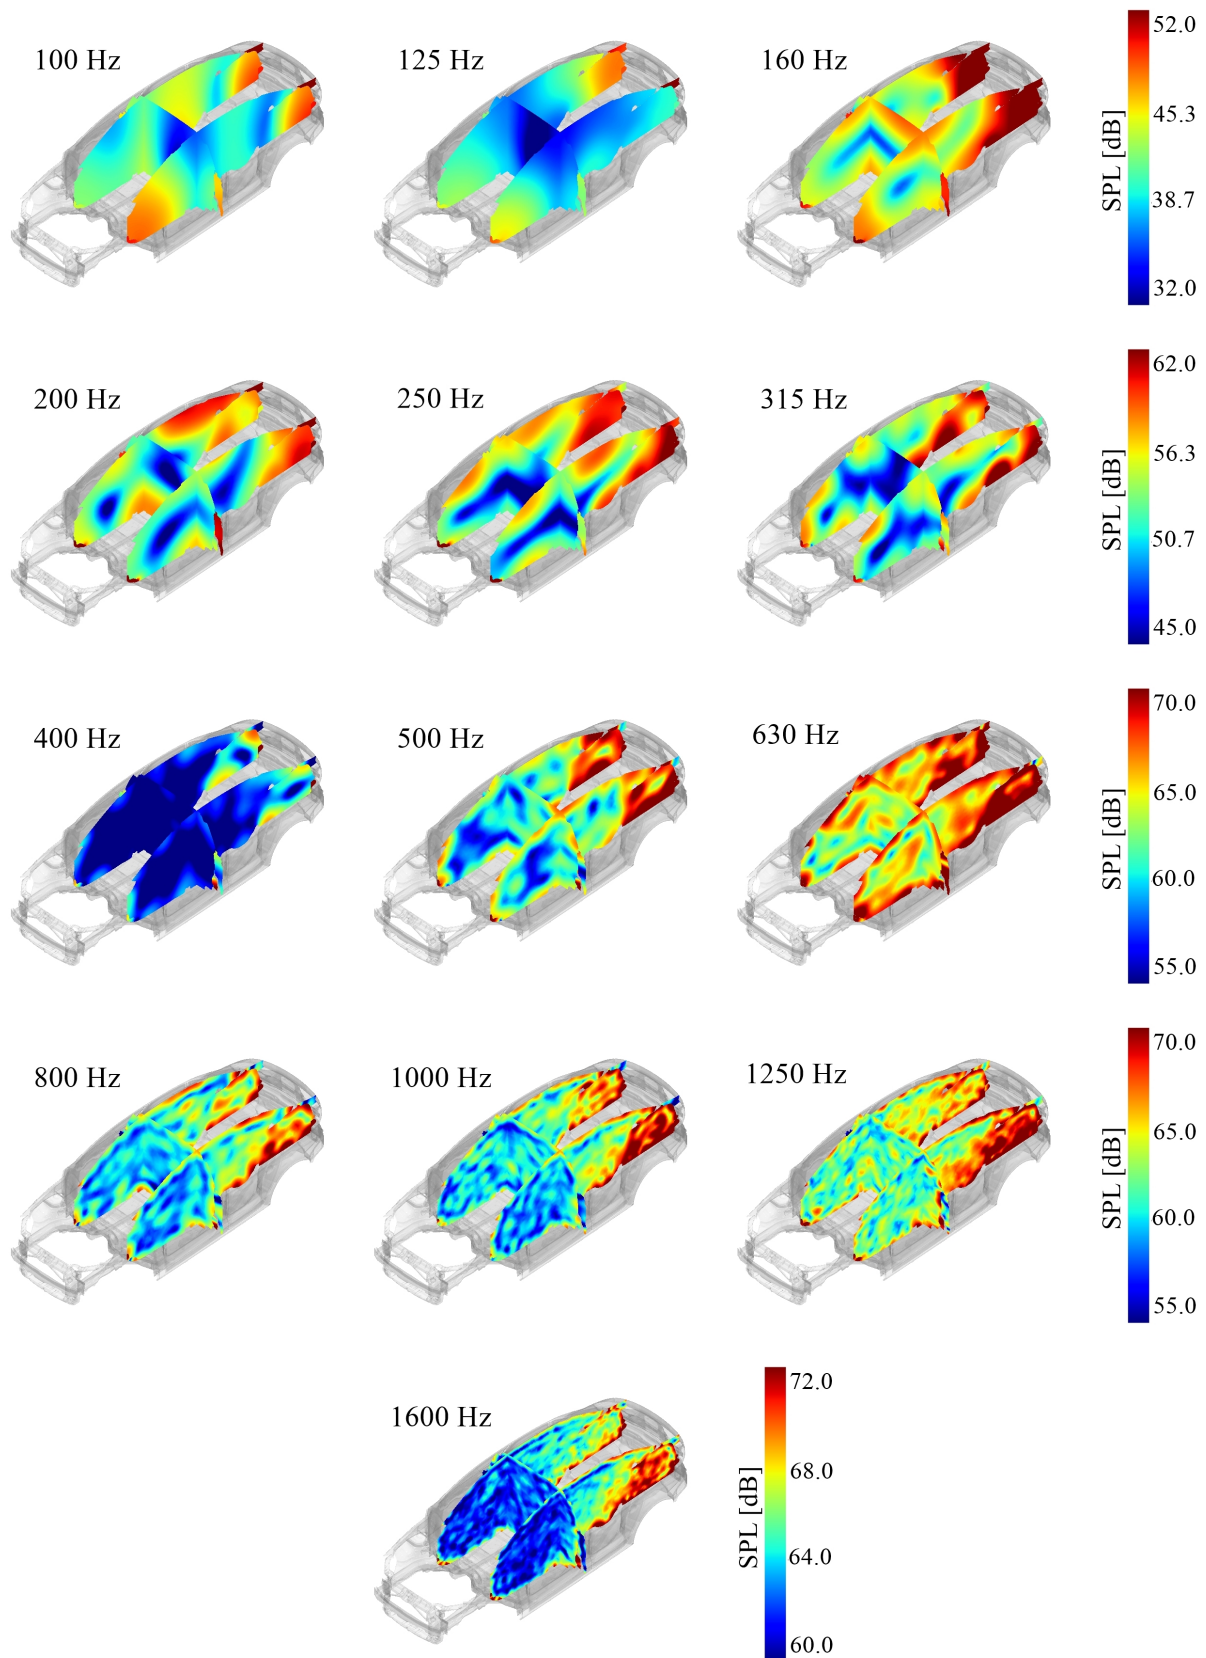 100 Hz
125 Hz
160 Hz
SPL [dB]
52.0
45.3
38.7
32.0
200 Hz
250 Hz
315 Hz
SPL [dB]
62.0
56.3
50.7
45.0
400 Hz
500 Hz
630 Hz
SPL [dB]
70.0
65.0
60.0
55.0
800 Hz
1000 Hz
1250 Hz
SPL [dB]
70.0
65.0
60.0
55.0
1600 Hz
SPL [dB]
72.0
68.0
64.0
60.0